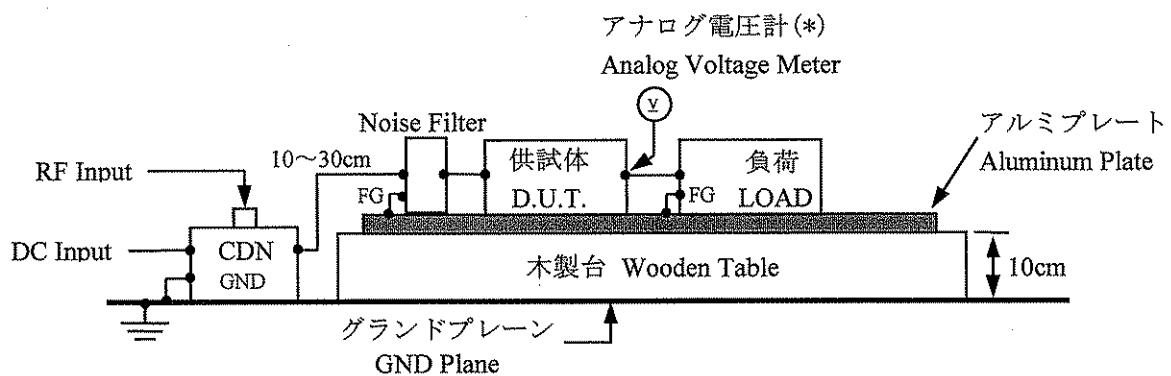 アナログ電圧計(*)
Analog Voltage Meter
V
Noise Filter
アルミプレート
Aluminum Plate
10～30cm
供試体
D.U.T.
負荷
LOAD
RF Input
FG
FG
DC Input
CDN
GND
木製台 Wooden Table
10cm
グランドプレーン
GND Plane